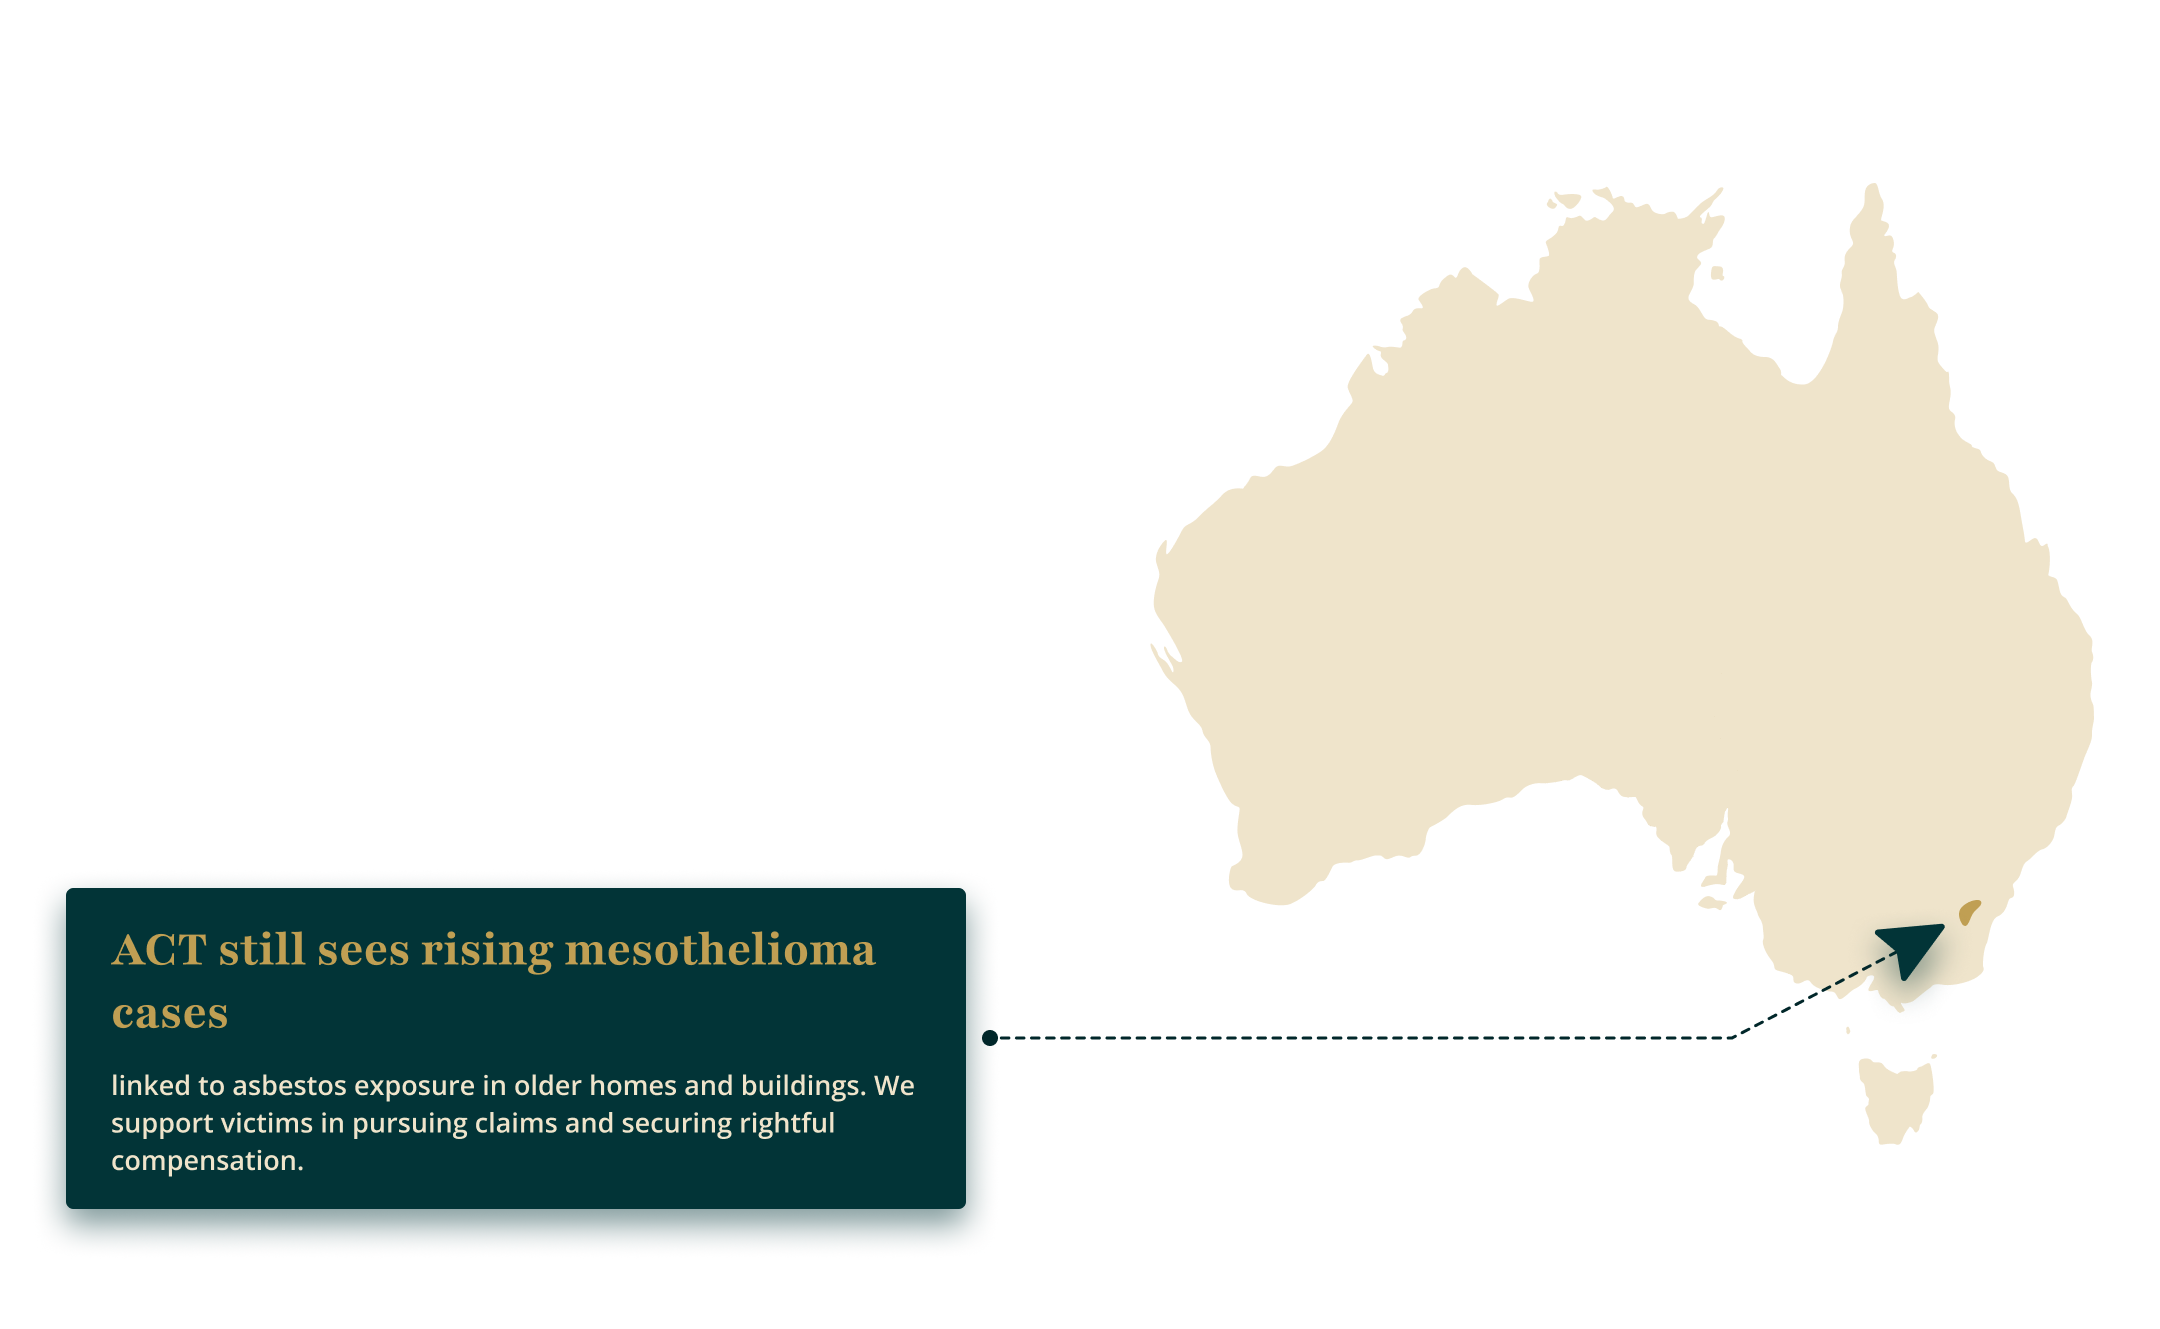 ACT still sees rising mesothelioma
cases
linked to asbestos exposure in older homes and buildings. We
support victims in pursuing claims and securing rightful
compensation.